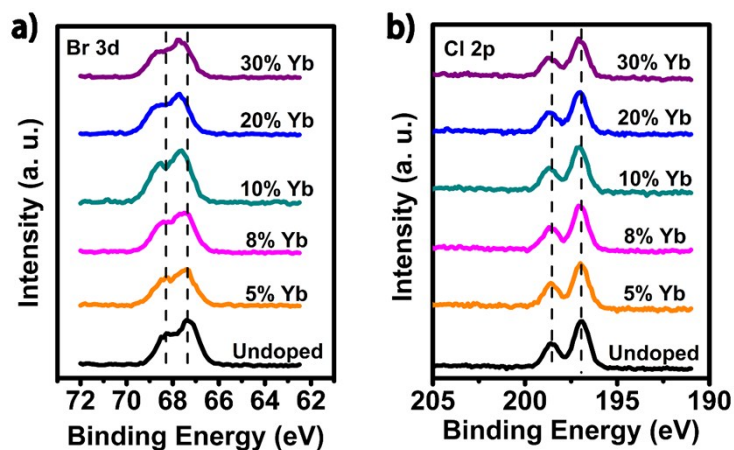 a)
Br 3d
30% Yb
20% Yb
10% Yb
8% Yb
5% Yb
Undoped
Intensity (a. u.)
72 70 68 66 64 62
Binding Energy (eV)
b)
Cl 2p
30% Yb
20% Yb
10% Yb
8% Yb
5% Yb
Undoped
Intensity (a. u.)
205 200 195 190
Binding Energy (eV)